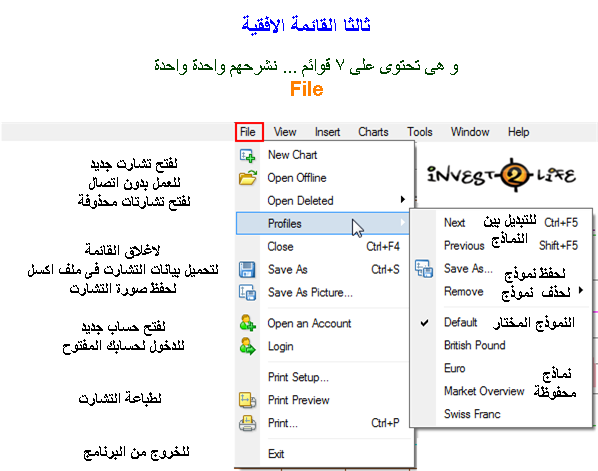 ثالثا القائمة الافقية
و هى تحتوى على ٧ قوائم ... نشرحهم واحدة واحدة
File
File View Insert Charts Tools Window Help
New Chart
لفتح تشارت جديد
Open Offline
للعمل بدون اتصال
Open Deleted
لفتح تشارتات محذوفة
INVEST-2-LIFE
Profiles
Next Ctrl+F5
Previous Shift+F5
للتبديل بين
النماذج
Save As...
لحفظ نموذج
Remove
لحذف نموذج
Default
النموذج المختار
British Pound
Euro
Market Overview
Swiss Franc
نماذج
محفوظة
Close Ctrl+F4
لاغلاق القائمة
Save As Ctrl+S
لتحميل بيانات التشارت فى ملف اكسل
Save As Picture...
لحفظ صورة التشارت
Open an Account
لفتح حساب جديد
Login
للدخول لحسابك المفتوح
Print Setup...
Print Preview
لطباعة التشارت
Print... Ctrl+P
Exit
للخروج من البرنامج